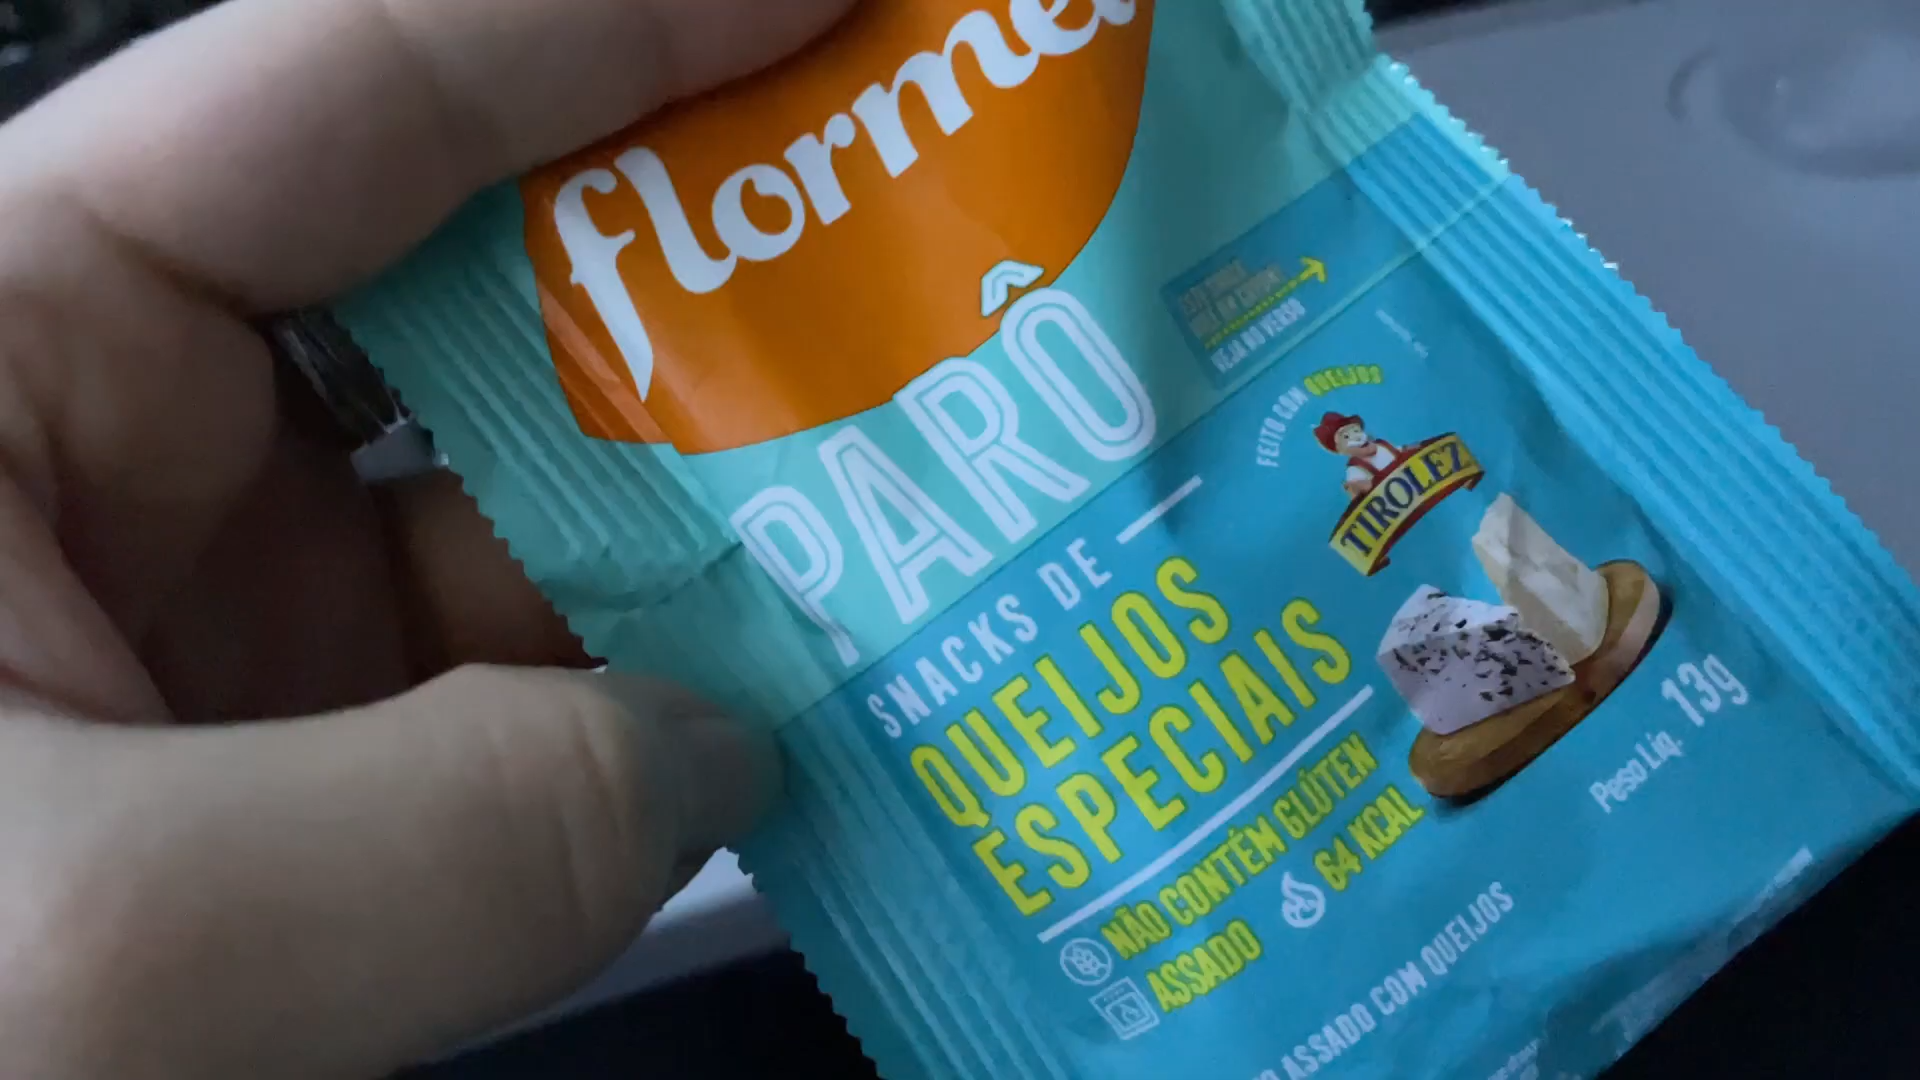 florme
PARÔ
VEJA NO VERSO
FEITO COM QUEIJOS
TIROLEZ
SNACKS DE
QUEIJOS
ESPECIAIS
NÃO CONTÉM GLÚTEN
ASSADO
64 KCAL
Peso Líq. 13g
ASSADO COM QUEIJOS